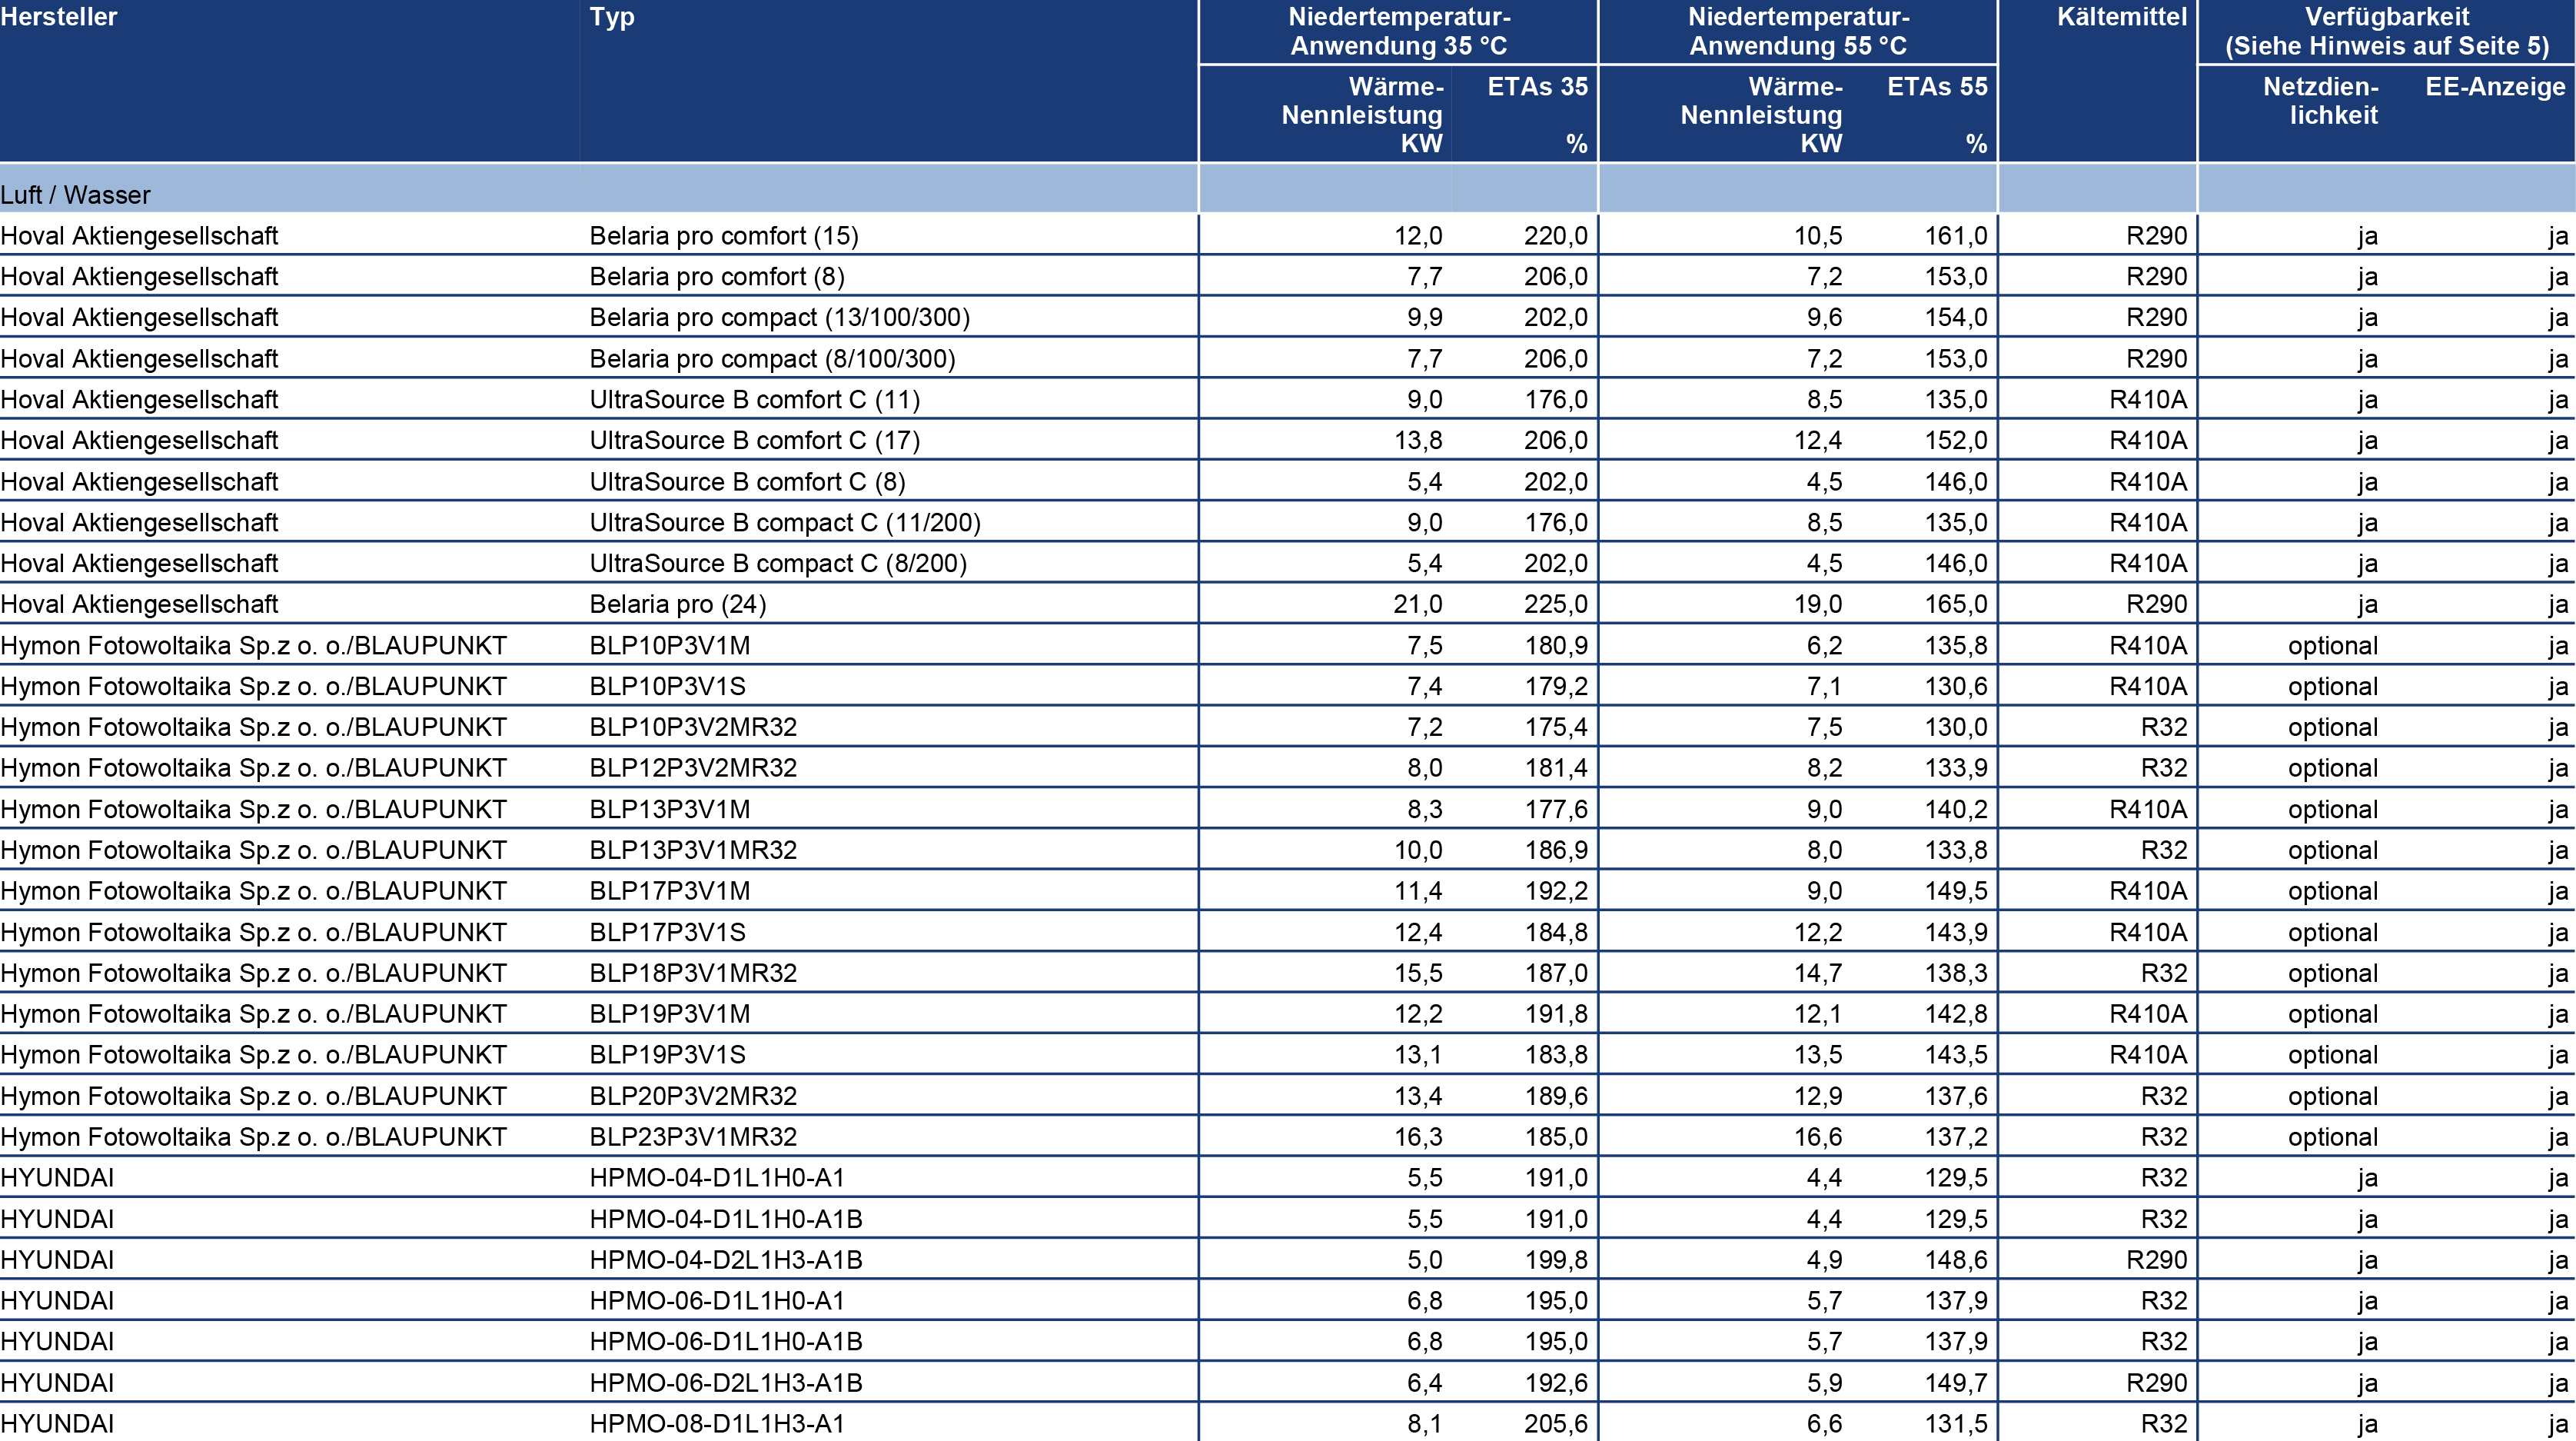 Hersteller Typ Niedertemperatur- Niedertemperatur- Kältemittel Verfügbarkeit
Anwendung 35 °C Anwendung 55 °C (Siehe Hinweis auf Seite 5)
Wärme- ETAs 35 Wärme- ETAs 55 Netzdien- EE-Anzeige
Nennleistung Nennleistung lichkeit
KW % KW %
Luft / Wasser
Hoval Aktiengesellschaft Belaria pro comfort (15) 12,0 220,0 10,5 161,0 R290 ja ja
Hoval Aktiengesellschaft Belaria pro comfort (8) 7,7 206,0 7,2 153,0 R290 ja ja
Hoval Aktiengesellschaft Belaria pro compact (13/100/300) 9,9 202,0 9,6 154,0 R290 ja ja
Hoval Aktiengesellschaft Belaria pro compact (8/100/300) 7,7 206,0 7,2 153,0 R290 ja ja
Hoval Aktiengesellschaft UltraSource B comfort C (11) 9,0 176,0 8,5 135,0 R410A ja ja
Hoval Aktiengesellschaft UltraSource B comfort C (17) 13,8 206,0 12,4 152,0 R410A ja ja
Hoval Aktiengesellschaft UltraSource B comfort C (8) 5,4 202,0 4,5 146,0 R410A ja ja
Hoval Aktiengesellschaft UltraSource B compact C (11/200) 9,0 176,0 8,5 135,0 R410A ja ja
Hoval Aktiengesellschaft UltraSource B compact C (8/200) 5,4 202,0 4,5 146,0 R410A ja ja
Hoval Aktiengesellschaft Belaria pro (24) 21,0 225,0 19,0 165,0 R290 ja ja
Hymon Fotowoltaika Sp.z o. o./BLAUPUNKT BLP10P3V1M 7,5 180,9 6,2 135,8 R410A optional ja
Hymon Fotowoltaika Sp.z o. o./BLAUPUNKT BLP10P3V1S 7,4 179,2 7,1 130,6 R410A optional ja
Hymon Fotowoltaika Sp.z o. o./BLAUPUNKT BLP10P3V2MR32 7,2 175,4 7,5 130,0 R32 optional ja
Hymon Fotowoltaika Sp.z o. o./BLAUPUNKT BLP12P3V2MR32 8,0 181,4 8,2 133,9 R32 optional ja
Hymon Fotowoltaika Sp.z o. o./BLAUPUNKT BLP13P3V1M 8,3 177,6 9,0 140,2 R410A optional ja
Hymon Fotowoltaika Sp.z o. o./BLAUPUNKT BLP13P3V1MR32 10,0 186,9 8,0 133,8 R32 optional ja
Hymon Fotowoltaika Sp.z o. o./BLAUPUNKT BLP17P3V1M 11,4 192,2 9,0 149,5 R410A optional ja
Hymon Fotowoltaika Sp.z o. o./BLAUPUNKT BLP17P3V1S 12,4 184,8 12,2 143,9 R410A optional ja
Hymon Fotowoltaika Sp.z o. o./BLAUPUNKT BLP18P3V1MR32 15,5 187,0 14,7 138,3 R32 optional ja
Hymon Fotowoltaika Sp.z o. o./BLAUPUNKT BLP19P3V1M 12,2 191,8 12,1 142,8 R410A optional ja
Hymon Fotowoltaika Sp.z o. o./BLAUPUNKT BLP19P3V1S 13,1 183,8 13,5 143,5 R410A optional ja
Hymon Fotowoltaika Sp.z o. o./BLAUPUNKT BLP20P3V2MR32 13,4 189,6 12,9 137,6 R32 optional ja
Hymon Fotowoltaika Sp.z o. o./BLAUPUNKT BLP23P3V1MR32 16,3 185,0 16,6 137,2 R32 optional ja
HYUNDAI HPMO-04-D1L1H0-A1 5,5 191,0 4,4 129,5 R32 ja ja
HYUNDAI HPMO-04-D1L1H0-A1B 5,5 191,0 4,4 129,5 R32 ja ja
HYUNDAI HPMO-04-D2L1H3-A1B 5,0 199,8 4,9 148,6 R290 ja ja
HYUNDAI HPMO-06-D1L1H0-A1 6,8 195,0 5,7 137,9 R32 ja ja
HYUNDAI HPMO-06-D1L1H0-A1B 6,8 195,0 5,7 137,9 R32 ja ja
HYUNDAI HPMO-06-D2L1H3-A1B 6,4 192,6 5,9 149,7 R290 ja ja
HYUNDAI HPMO-08-D1L1H3-A1 8,1 205,6 6,6 131,5 R32 ja ja